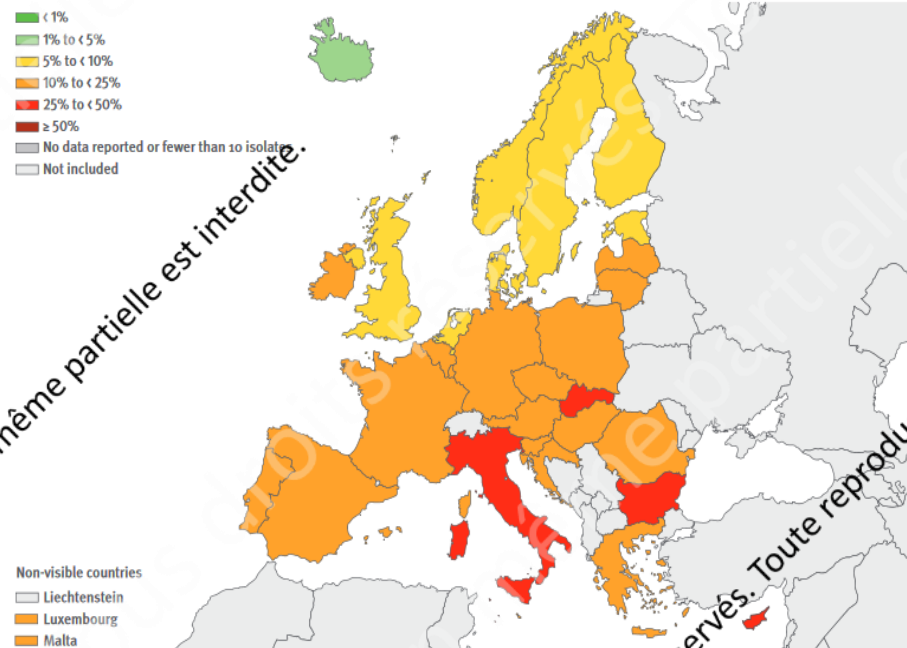 < 1%
1% to < 5%
5% to < 10%
10% to < 25%
25% to < 50%
≥ 50%
No data reported or fewer than 10 isolates
Not included
même partielle est interdite.
servés. Toute reprodu
Non-visible countries
Liechtenstein
Luxembourg
Malta